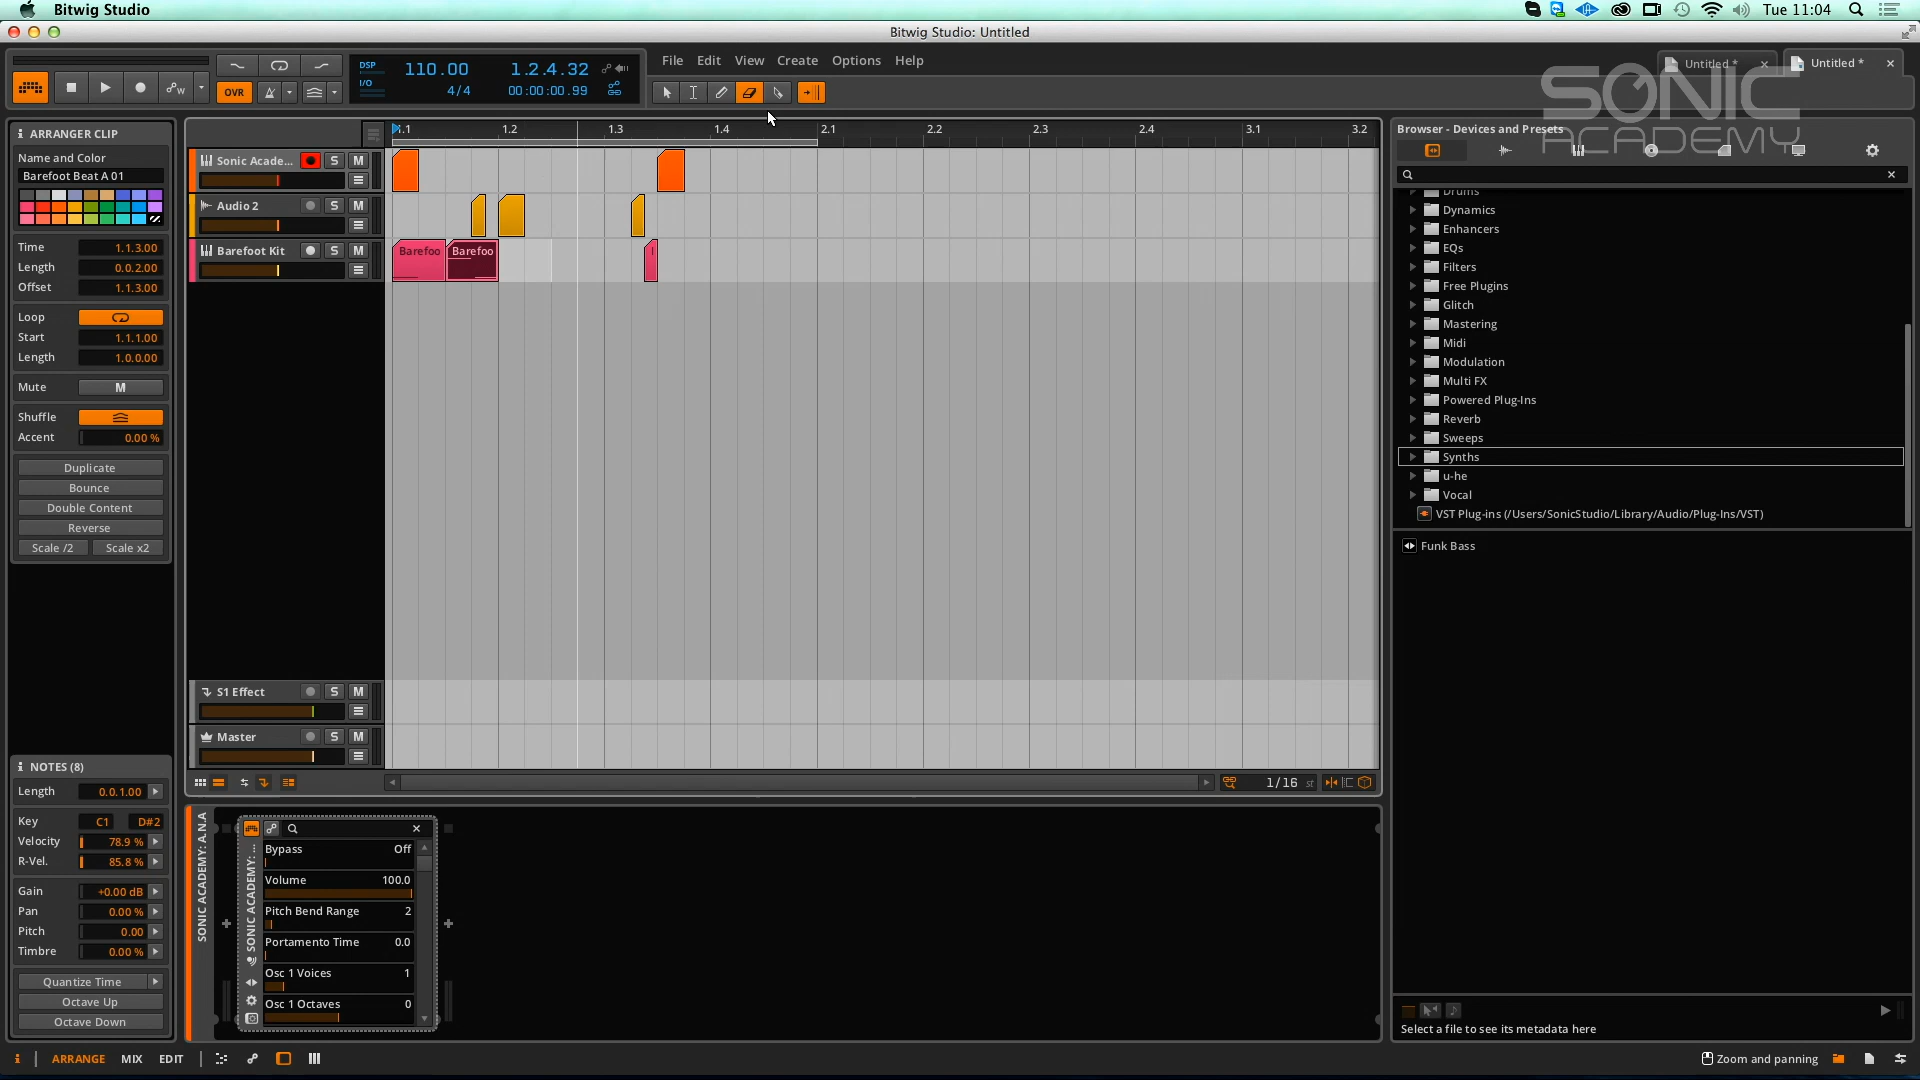 Bitwig Studio
Tue 11:04
Bitwig Studio: Untitled
OVR
DSP
I/O
110.00
4/4
1.2.4.32
00:00:00.99
File Edit View Create Options Help
Untitled *
Untitled *
SONIC
ACADEMY
ARRANGER CLIP
Name and Color
Barefoot Beat A 01
Time 1.1.3.00
Length 0.0.2.00
Offset 1.1.3.00
Loop
Start 1.1.1.00
Length 1.0.0.00
Mute M
Shuffle
Accent 0.00 %
Duplicate
Bounce
Double Content
Reverse
Scale /2 Scale x2
NOTES (8)
Length 0.0.1.00
Key C1 D#2
Velocity 78.9 %
R-Vel. 85.8 %
Gain +0.00 dB
Pan 0.00 %
Pitch 0.00
Timbre 0.00 %
Quantize Time
Octave Up
Octave Down
1.2 1.3 1.4 2.1 2.2 2.3 2.4 3.1 3.2
Sonic Acade... S M
Audio 2 S M
Barefoot Kit S M
Barefoo Barefoo
S1 Effect S M
Master S M
1/16 st
SONIC ACADEMY: A.N.A
SONIC ACADEMY:
Bypass Off
Volume 100.0
Pitch Bend Range 2
Portamento Time 0.0
Osc 1 Voices 1
Osc 1 Octaves 0
Browser - Devices and Presets
Drums
Dynamics
Enhancers
EQs
Filters
Free Plugins
Glitch
Mastering
Midi
Modulation
Multi FX
Powered Plug-Ins
Reverb
Sweeps
Synths
u-he
Vocal
VST Plug-ins (/Users/SonicStudio/Library/Audio/Plug-Ins/VST)
Funk Bass
Select a file to see its metadata here
i ARRANGE MIX EDIT
Zoom and panning